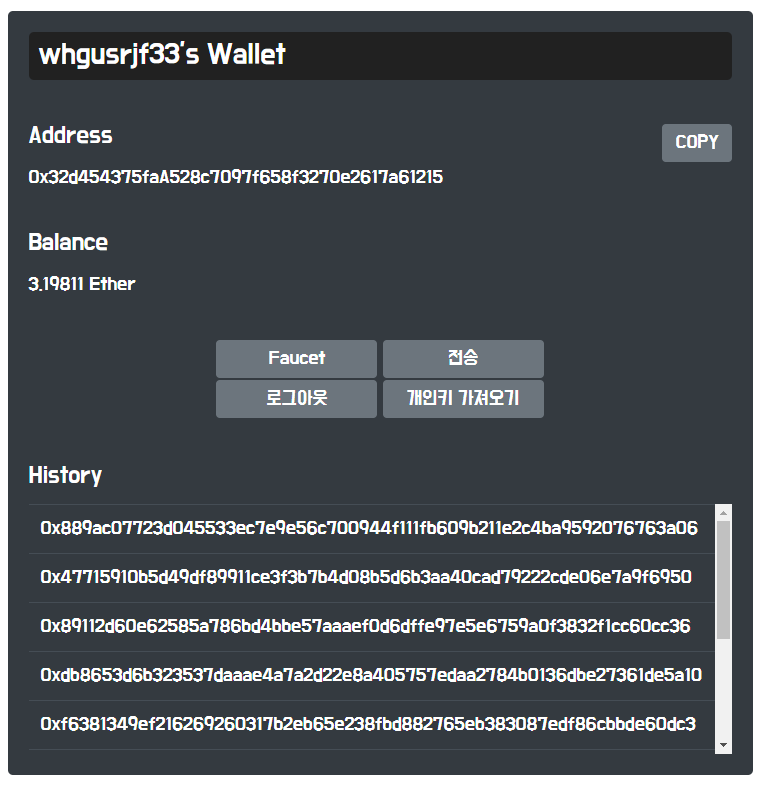 whgusrjf33's Wallet
Address
COPY
0x32d454375faA528c7097f658f3270e2617a61215
Balance
3.19811 Ether
Faucet
전송
로그아웃
개인키 가져오기
History
0x889ac07723d045533ec7e9e56c700944f111fb609b211e2c4ba9592076763a06
0x47715910b5d49df89911ce3f3b7b4d08b5d6b3aa40cad79222cde06e7a9f6950
0x89112d60e62585a786bd4bbe57aaaef0d6dffe97e5e6759a0f3832f1cc60cc36
0xdb8653d6b323537daaae4a7a2d22e8a405757edaa2784b0136dbe27361de5a10
0xf6381349ef216269260317b2eb65e238fbd882765eb383087edf86cbbde60dc3